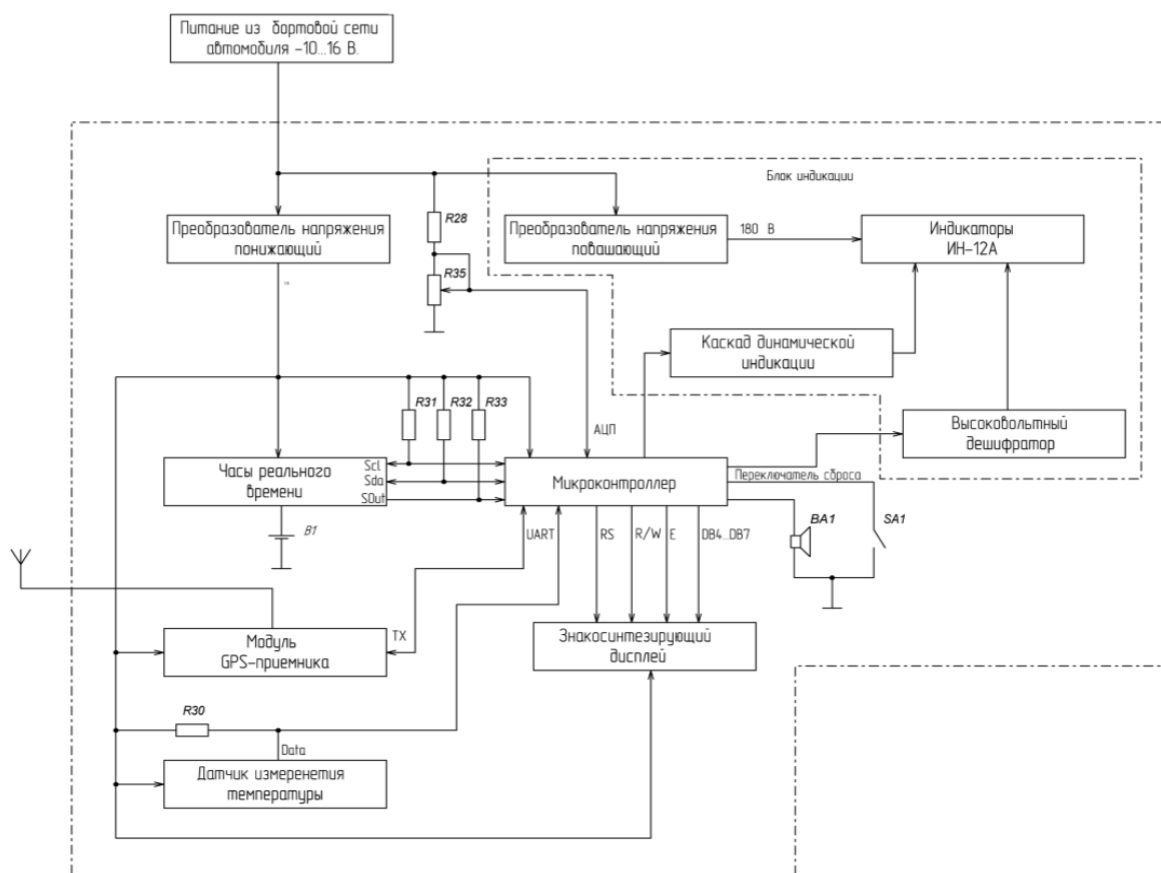 Питание из бортовой сети
автомобиля -10...16 В.
Блок индикации
R28
Преобразователь напряжения
понижающий
Преобразователь напряжения
повашающий
180 В
Индикаторы
ИН-12А
R35
Каскад динамической
индикации
R31
R32
R33
АЦП
Высоковольтный
дешифратор
Часы реального
времени
Scl
Sda
SOut
Микроконтроллер
Переключатель сброса
B1
UART
RS
R/W
E
DB4...DB7
BA1
SA1
Модуль
GPS-приемника
TX
Знакосинтезирующий
дисплей
R30
Data
Датчик измеренетия
температуры